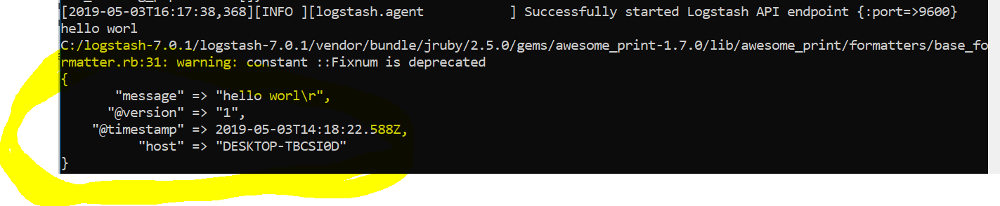 [2019-05-03T16:17:38,368][INFO ][logstash.agent           ] Successfully started Logstash API endpoint {:port=>9600}
hello worl
C:/logstash-7.0.1/logstash-7.0.1/vendor/bundle/jruby/2.5.0/gems/awesome_print-1.7.0/lib/awesome_print/formatters/base_fo
rmatter.rb:31: warning: constant ::Fixnum is deprecated
{
       "message" => "hello worl\r",
      "@version" => "1",
    "@timestamp" => 2019-05-03T14:18:22.588Z,
          "host" => "DESKTOP-TBCSI0D"
}